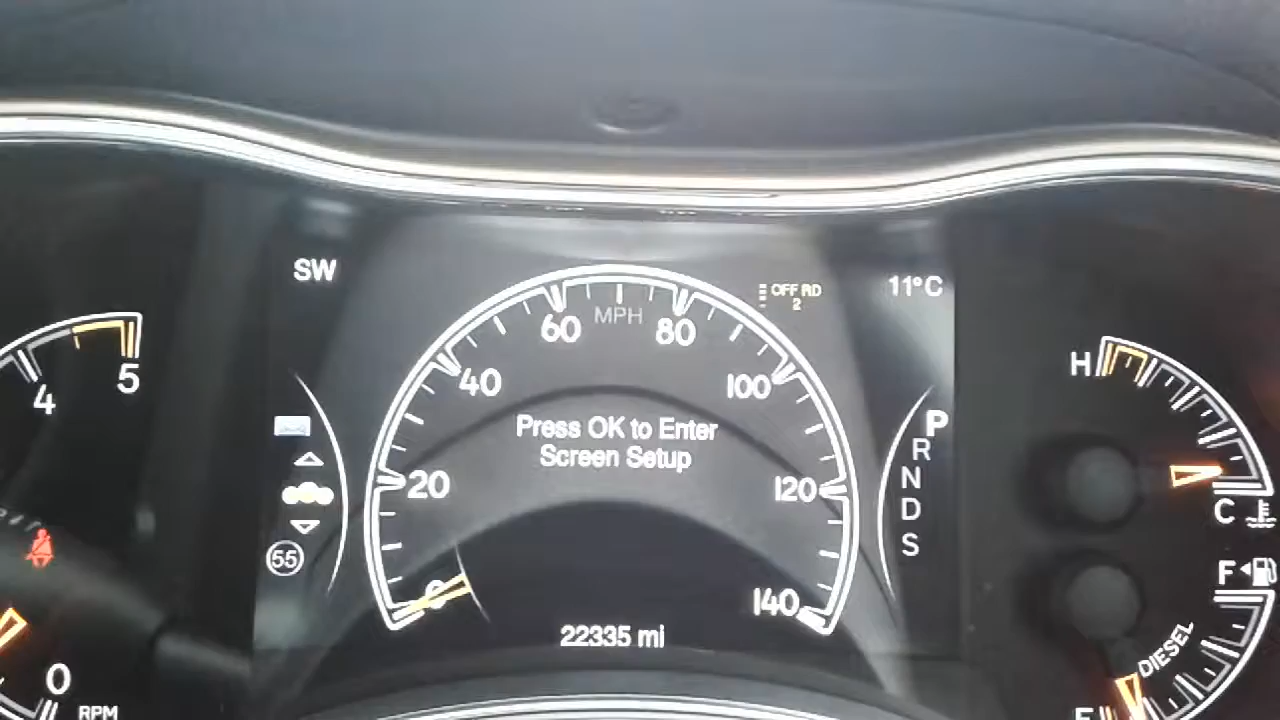 SW
11°C
OFF RD
2
MPH
0
20
40
60
80
100
120
140
Press OK to Enter
Screen Setup
55
22335 mi
P
R
N
D
S
4
5
0
RPM
H
C
F
DIESEL
E